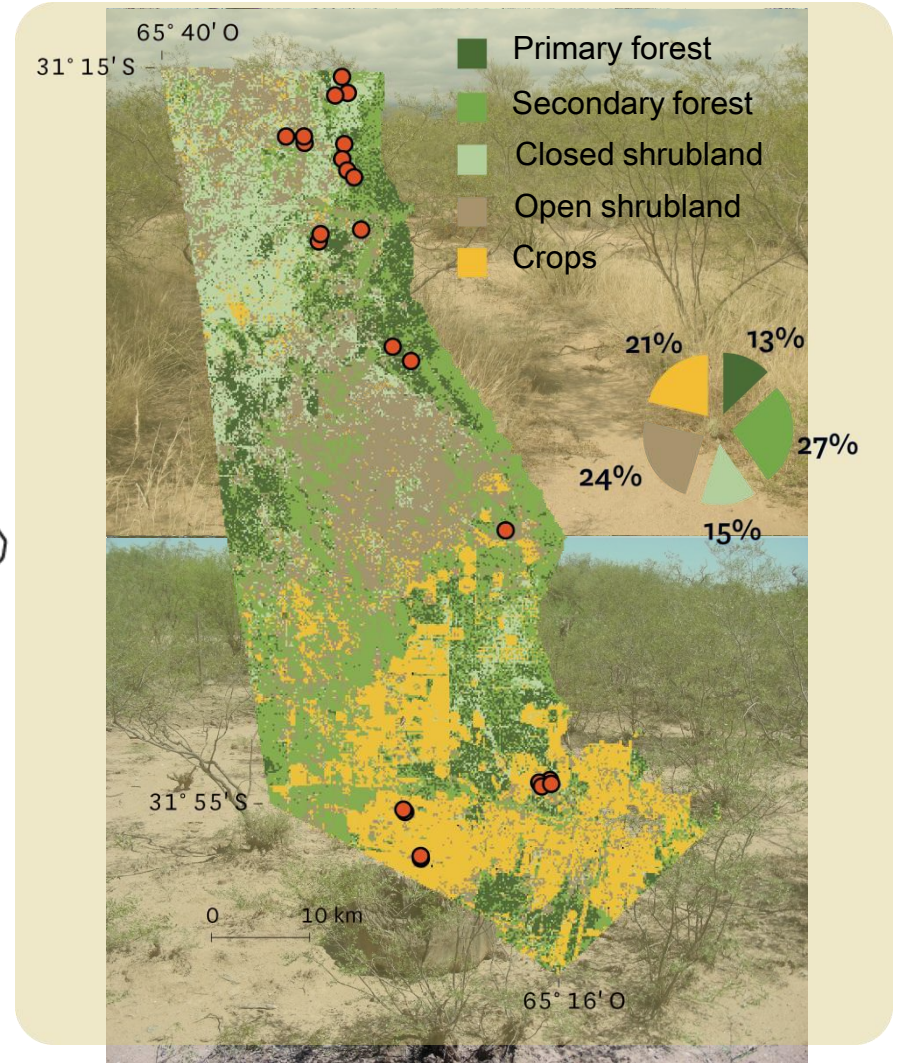 65° 40' O
31° 15' S
Primary forest
Secondary forest
Closed shrubland
Open shrubland
Crops
21%
13%
27%
24%
15%
31° 55' S
0
10 km
65° 16' O